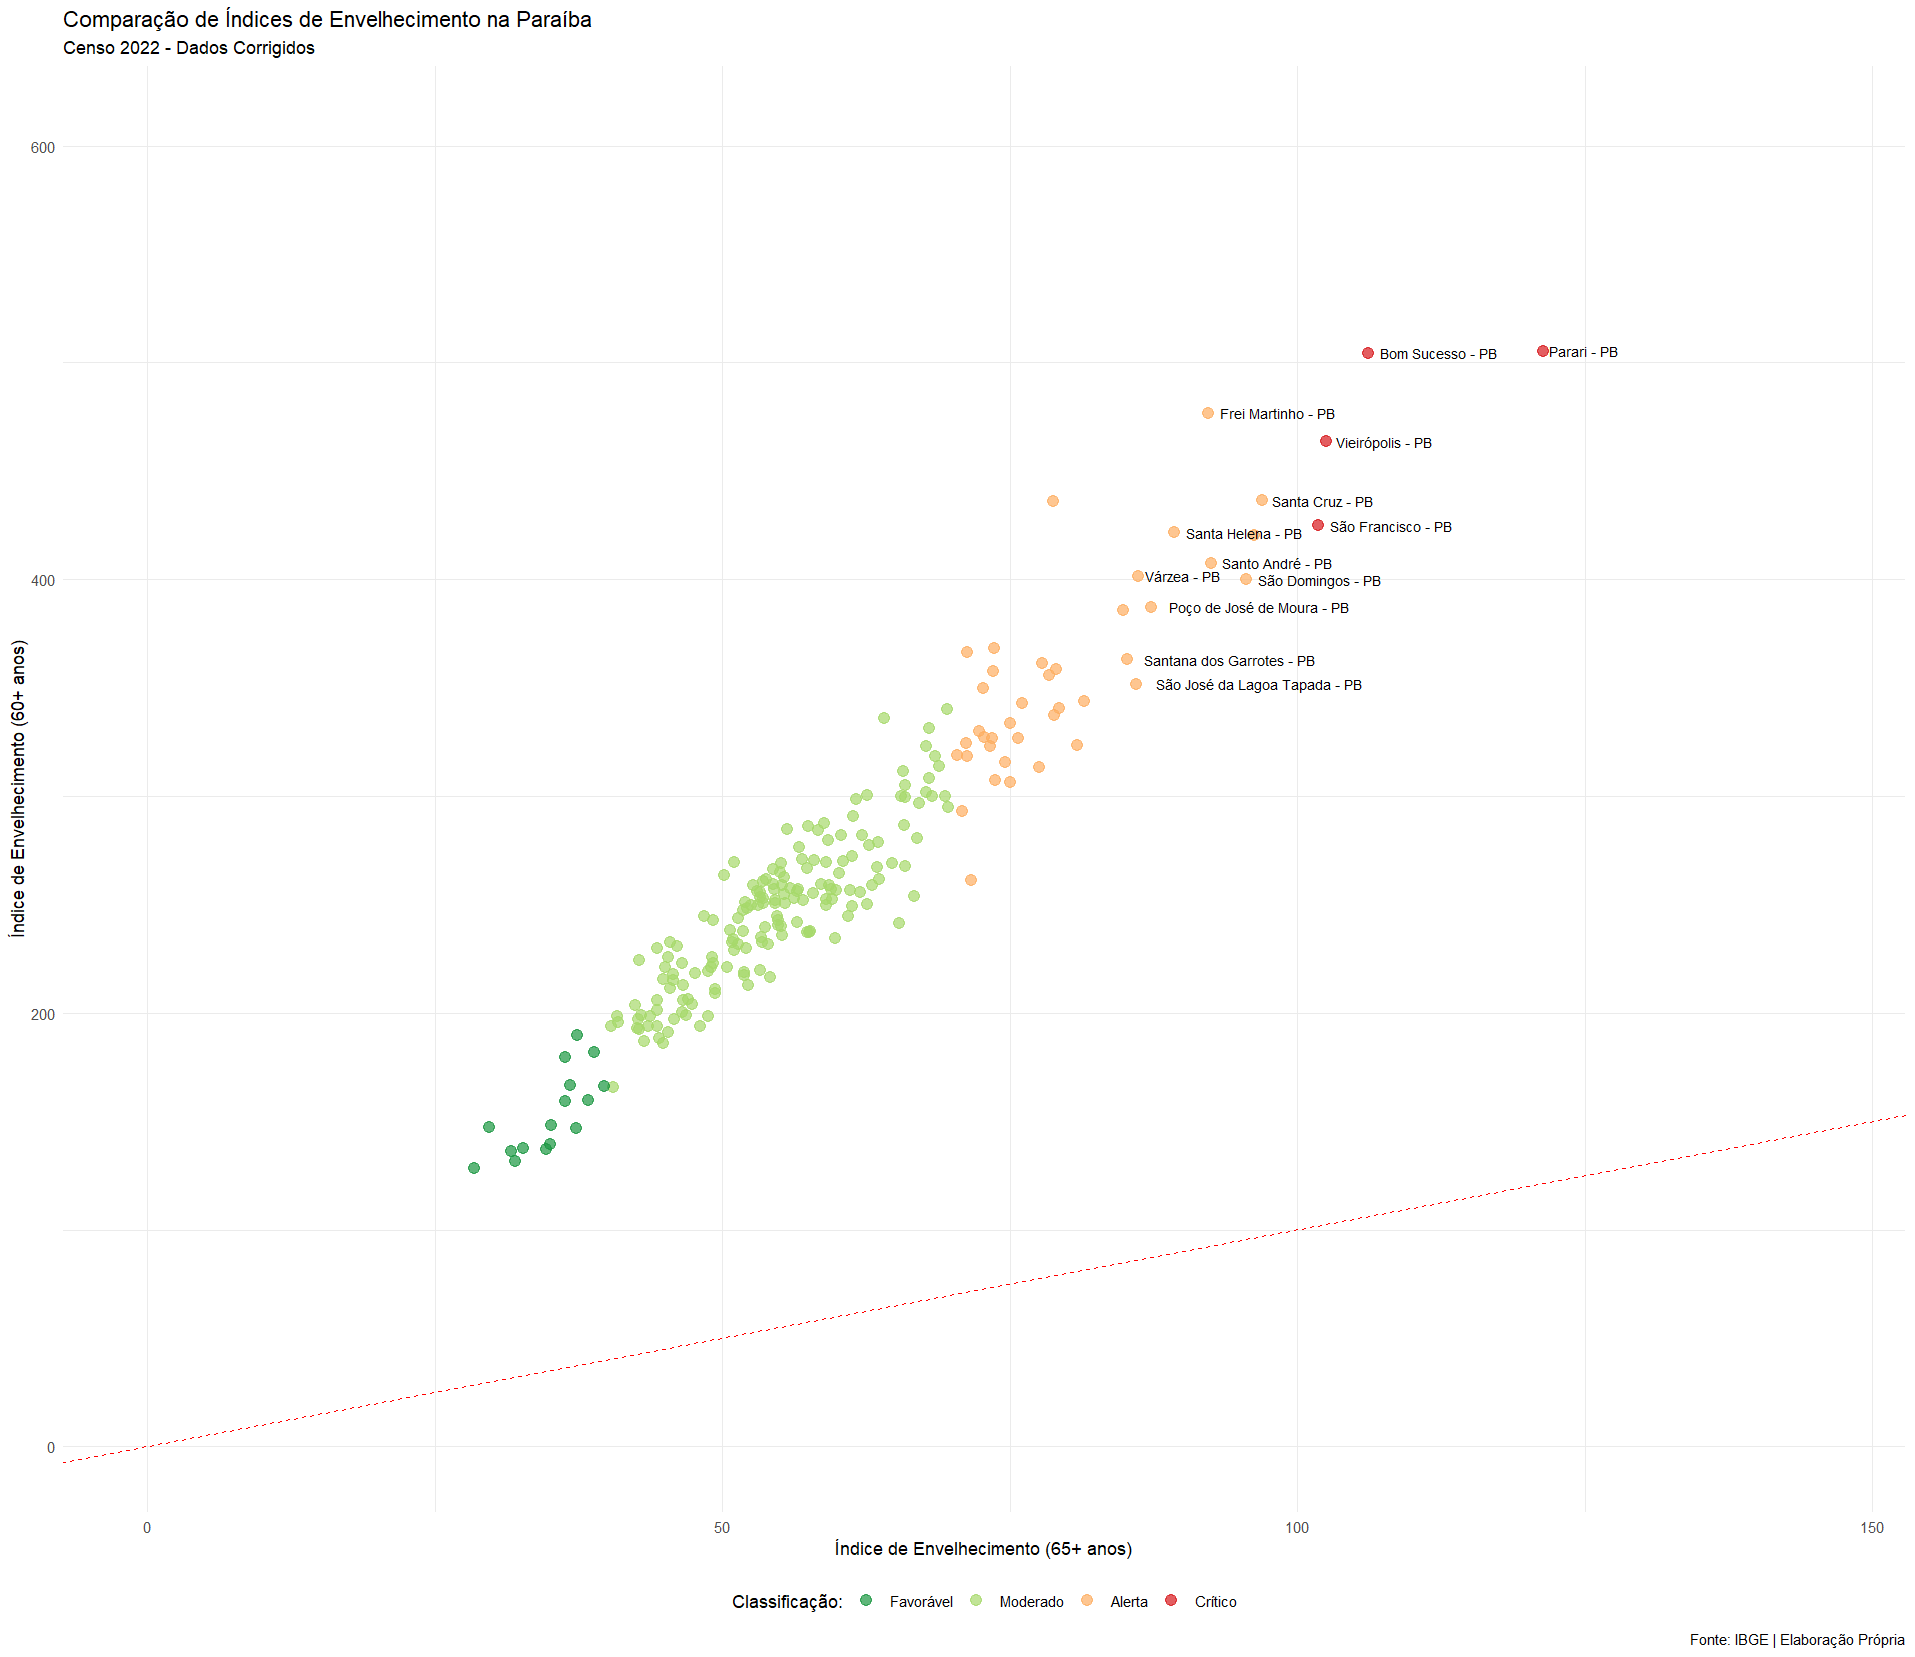 Comparação de Índices de Envelhecimento na Paraíba
Censo 2022 - Dados Corrigidos
Índice de Envelhecimento (60+ anos)
600
400
200
0
Bom Sucesso - PB
Parari - PB
Frei Martinho - PB
Vieirópolis - PB
Santa Cruz - PB
São Francisco - PB
Santa Helena - PB
Santo André - PB
Várzea - PB
São Domingos - PB
Poço de José de Moura - PB
Santana dos Garrotes - PB
São José da Lagoa Tapada - PB
0
50
100
150
Índice de Envelhecimento (65+ anos)
Classificação:
Favorável
Moderado
Alerta
Crítico
Fonte: IBGE | Elaboração Própria